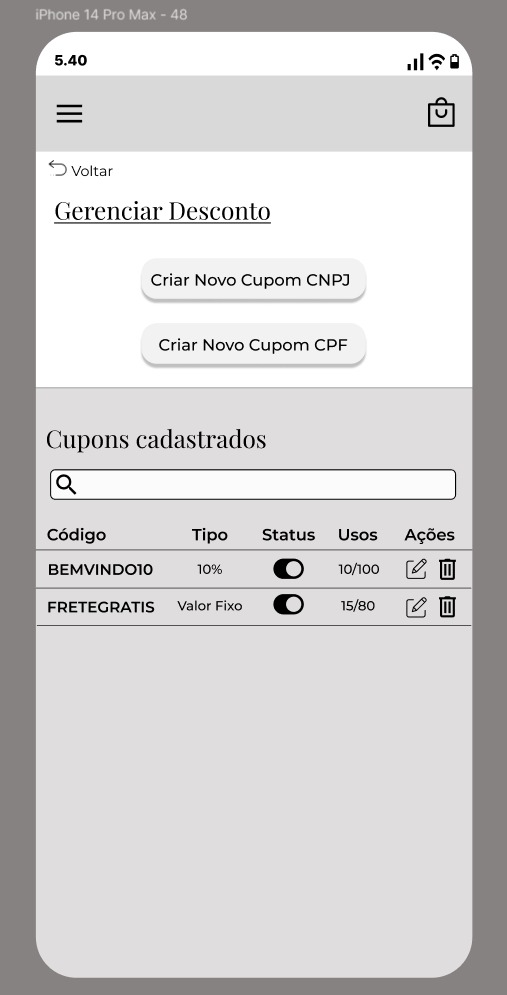 iPhone 14 Pro Max - 48
5.40
Voltar
Gerenciar Desconto
Criar Novo Cupom CNPJ
Criar Novo Cupom CPF
Cupons cadastrados
Código Tipo Status Usos Ações
BEMVINDO10 10% 10/100
FRETEGRATIS Valor Fixo 15/80